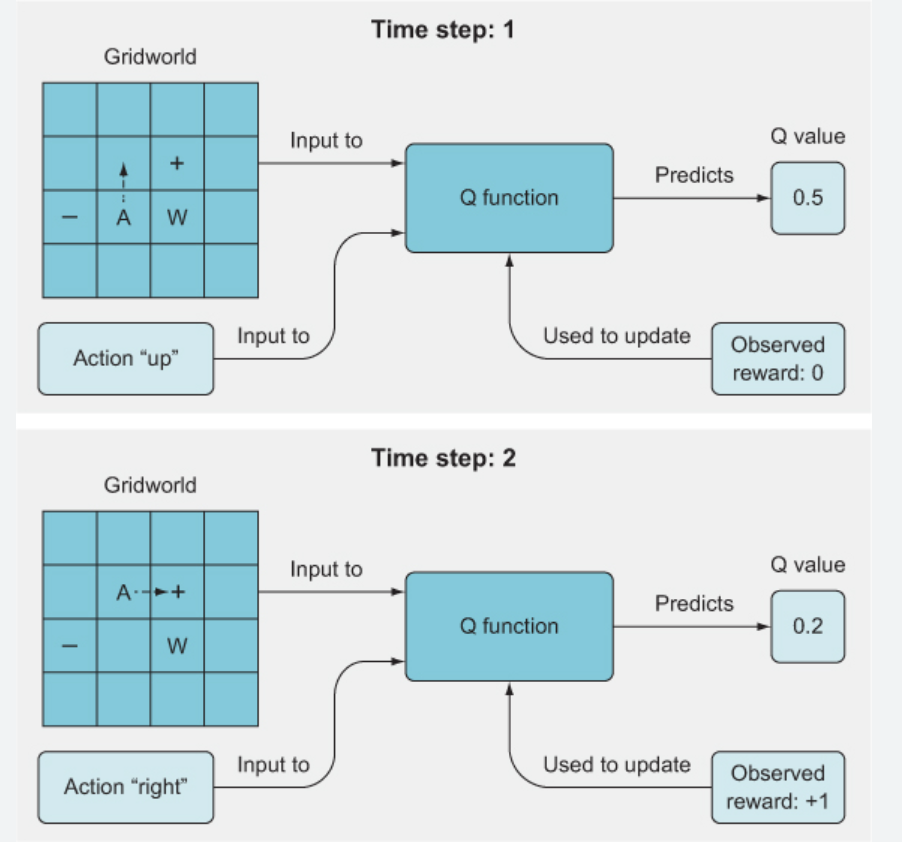 Time step: 1
Gridworld
+
– A W
Input to
Action “up”
Input to
Q function
Predicts
Q value
0.5
Used to update
Observed
reward: 0
Time step: 2
Gridworld
A +
– W
Input to
Action “right”
Input to
Q function
Predicts
Q value
0.2
Used to update
Observed
reward: +1